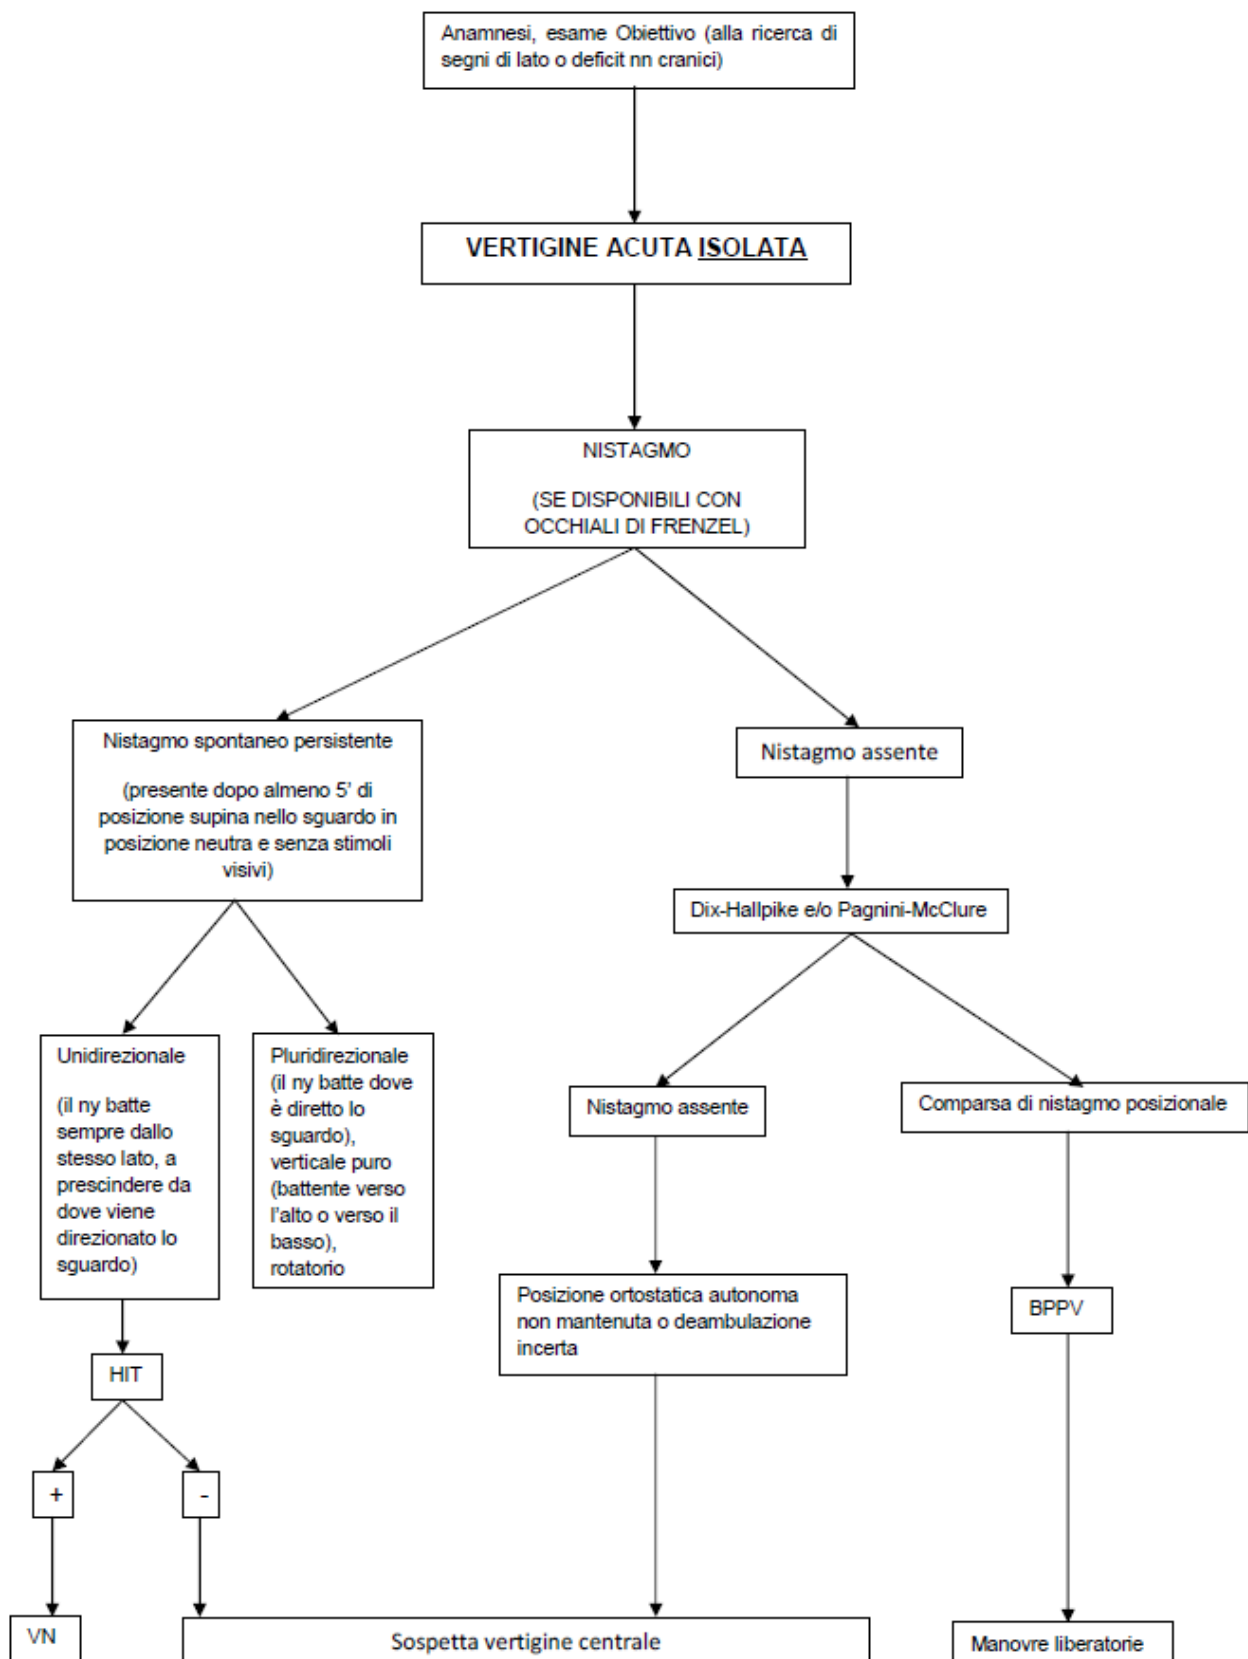 Anamnesi, esame Obiettivo (alla ricerca di
segni di lato o deficit nn cranici)
VERTIGINE ACUTA ISOLATA
NISTAGMO
(SE DISPONIBILI CON
OCCHIALI DI FRENZEL)
Nistagmo spontaneo persistente
(presente dopo almeno 5' di
posizione supina nello sguardo in
posizione neutra e senza stimoli
visivi)
Nistagmo assente
Dix-Hallpike e/o Pagnini-McClure
Unidirezionale
(il ny batte
sempre dallo
stesso lato, a
prescindere da
dove viene
direzionato lo
sguardo)
Pluridirezionale
(il ny batte dove
è diretto lo
sguardo),
verticale puro
(battente verso
l'alto o verso il
basso),
rotatorio
Nistagmo assente
Comparsa di nistagmo posizionale
Posizione ortostatica autonoma
non mantenuta o deambulazione
incerta
BPPV
HIT
+
-
VN
Sospetta vertigine centrale
Manovre liberatorie